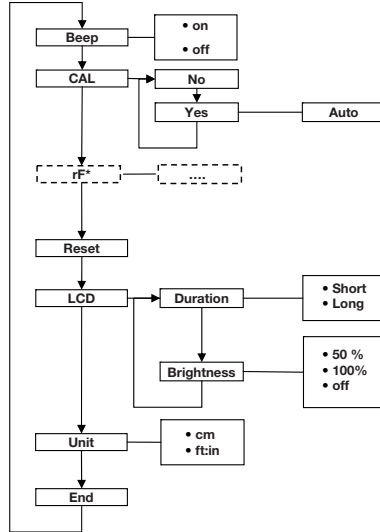 Beep
• on
• off
CAL
No
Yes
Auto
rF*
....
Reset
LCD
Duration
• Short
• Long
Brightness
• 50 %
• 100%
• off
Unit
• cm
• ft:in
End